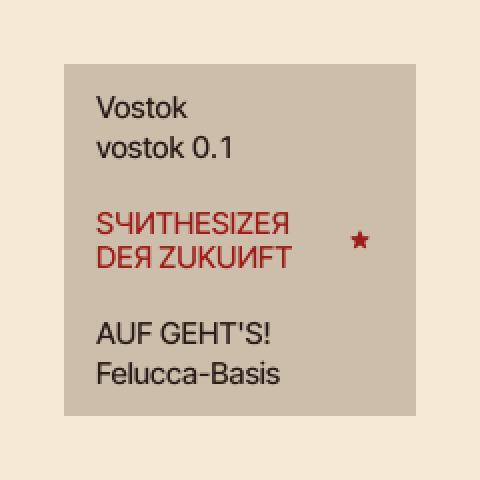 Vostok
vostok 0.1
SЧИTHESIZEЯ
DEЯ ZUKUИFT
AUF GEHT'S!
Felucca-Basis